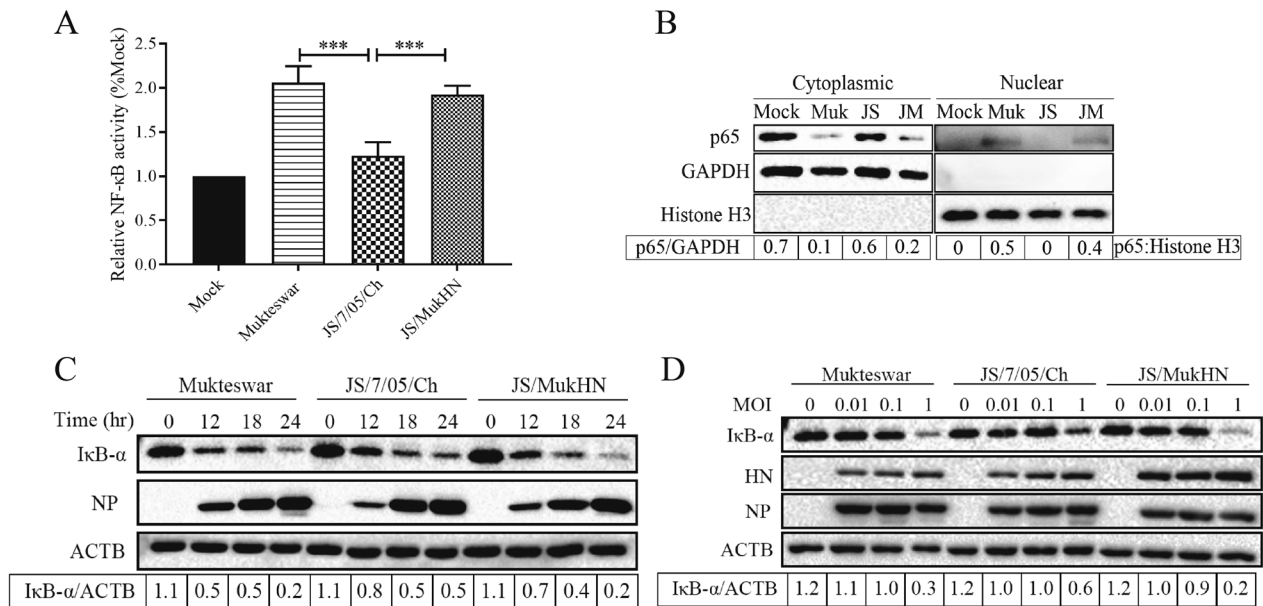 A
Relative NF-κB activity (%Mock)
2.5
2.0
1.5
1.0
0.5
0.0
*** ***
Mock
Mukteswar
JS/7/05/Ch
JS/MukHN
B
Cytoplasmic Nuclear
Mock Muk JS JM Mock Muk JS JM
p65
GAPDH
Histone H3
p65/GAPDH 0.7 0.1 0.6 0.2 0 0.5 0 0.4 p65:Histone H3
C
Mukteswar JS/7/05/Ch JS/MukHN
Time (hr) 0 12 18 24 0 12 18 24 0 12 18 24
IκB-α
NP
ACTB
IκB-α/ACTB 1.1 0.5 0.5 0.2 1.1 0.8 0.5 0.5 1.1 0.7 0.4 0.2
D
Mukteswar JS/7/05/Ch JS/MukHN
MOI 0 0.01 0.1 1 0 0.01 0.1 1 0 0.01 0.1 1
IκB-α
HN
NP
ACTB
IκB-α/ACTB 1.2 1.1 1.0 0.3 1.2 1.0 1.0 0.6 1.2 1.0 0.9 0.2